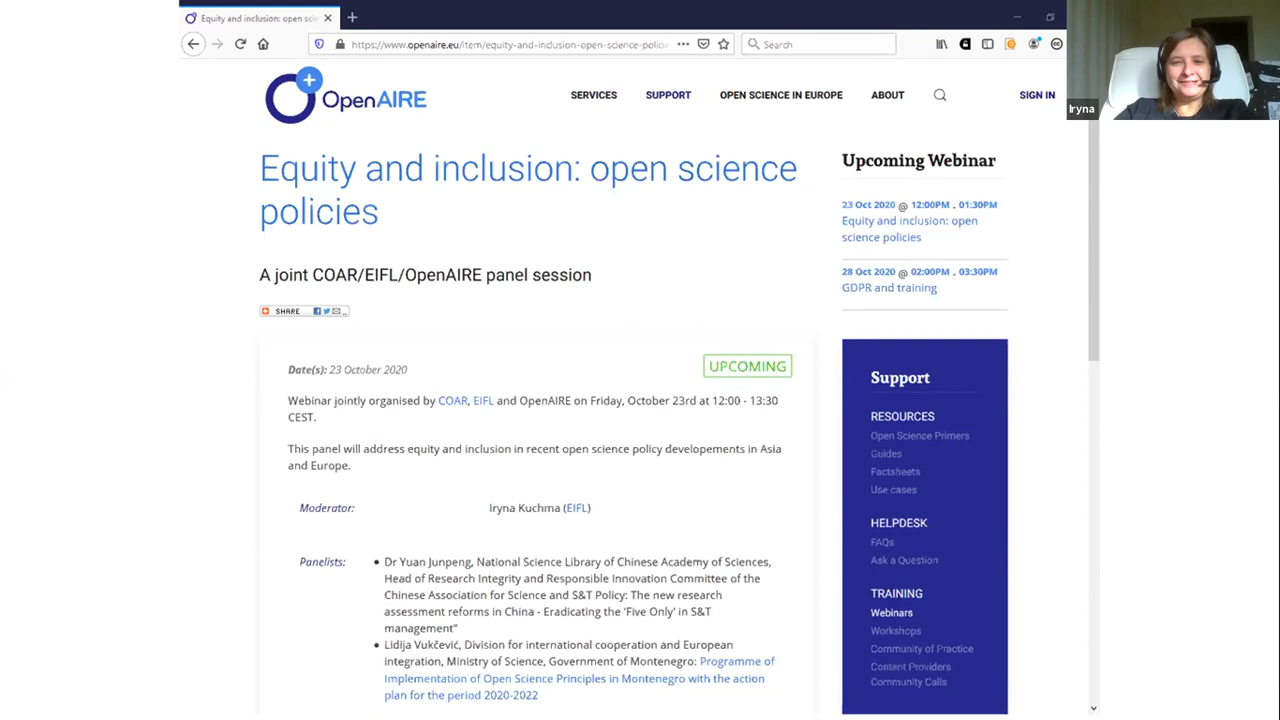 Equity and inclusion: open scie
https://www.openaire.eu/item/equity-and-inclusion-open-science-polici
Search
OpenAIRE
SERVICES
SUPPORT
OPEN SCIENCE IN EUROPE
ABOUT
SIGN IN
Iryna
Equity and inclusion: open science
policies
A joint COAR/EIFL/OpenAIRE panel session
SHARE
UPCOMING
Date(s): 23 October 2020
Webinar jointly organised by COAR, EIFL and OpenAIRE on Friday, October 23rd at 12:00 - 13:30
CEST.
This panel will address equity and inclusion in recent open science policy developements in Asia
and Europe.
Moderator:
Iryna Kuchma (EIFL)
Panelists:
• Dr Yuan Junpeng, National Science Library of Chinese Academy of Sciences,
Head of Research Integrity and Responsible Innovation Committee of the
Chinese Association for Science and S&T Policy: The new research
assessment reforms in China - Eradicating the 'Five Only' in S&T
management"
• Lidija Vukčević, Division for international cooperation and European
integration, Ministry of Science, Government of Montenegro: Programme of
Implementation of Open Science Principles in Montenegro with the action
plan for the period 2020-2022
Upcoming Webinar
23 Oct 2020 @ 12:00PM - 01:30PM
Equity and inclusion: open
science policies
28 Oct 2020 @ 02:00PM - 03:30PM
GDPR and training
Support
RESOURCES
Open Science Primers
Guides
Factsheets
Use cases
HELPDESK
FAQs
Ask a Question
TRAINING
Webinars
Workshops
Community of Practice
Content Providers
Community Calls